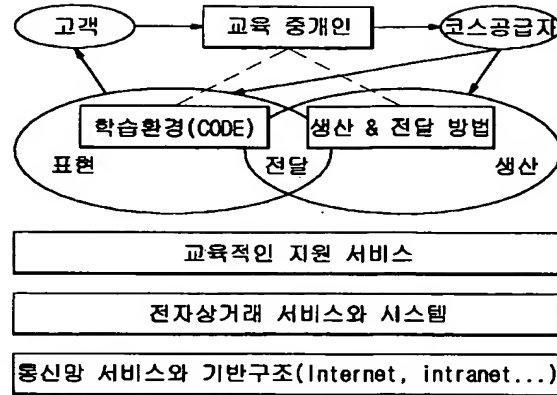 고객 교육 중개인 코스공급자
학습환경(CODE) 생산 & 전달 방법
표현 전달 생산
교육적인 지원 서비스
전자상거래 서비스와 시스템
통신망 서비스와 기반구조(Internet, intranet...)